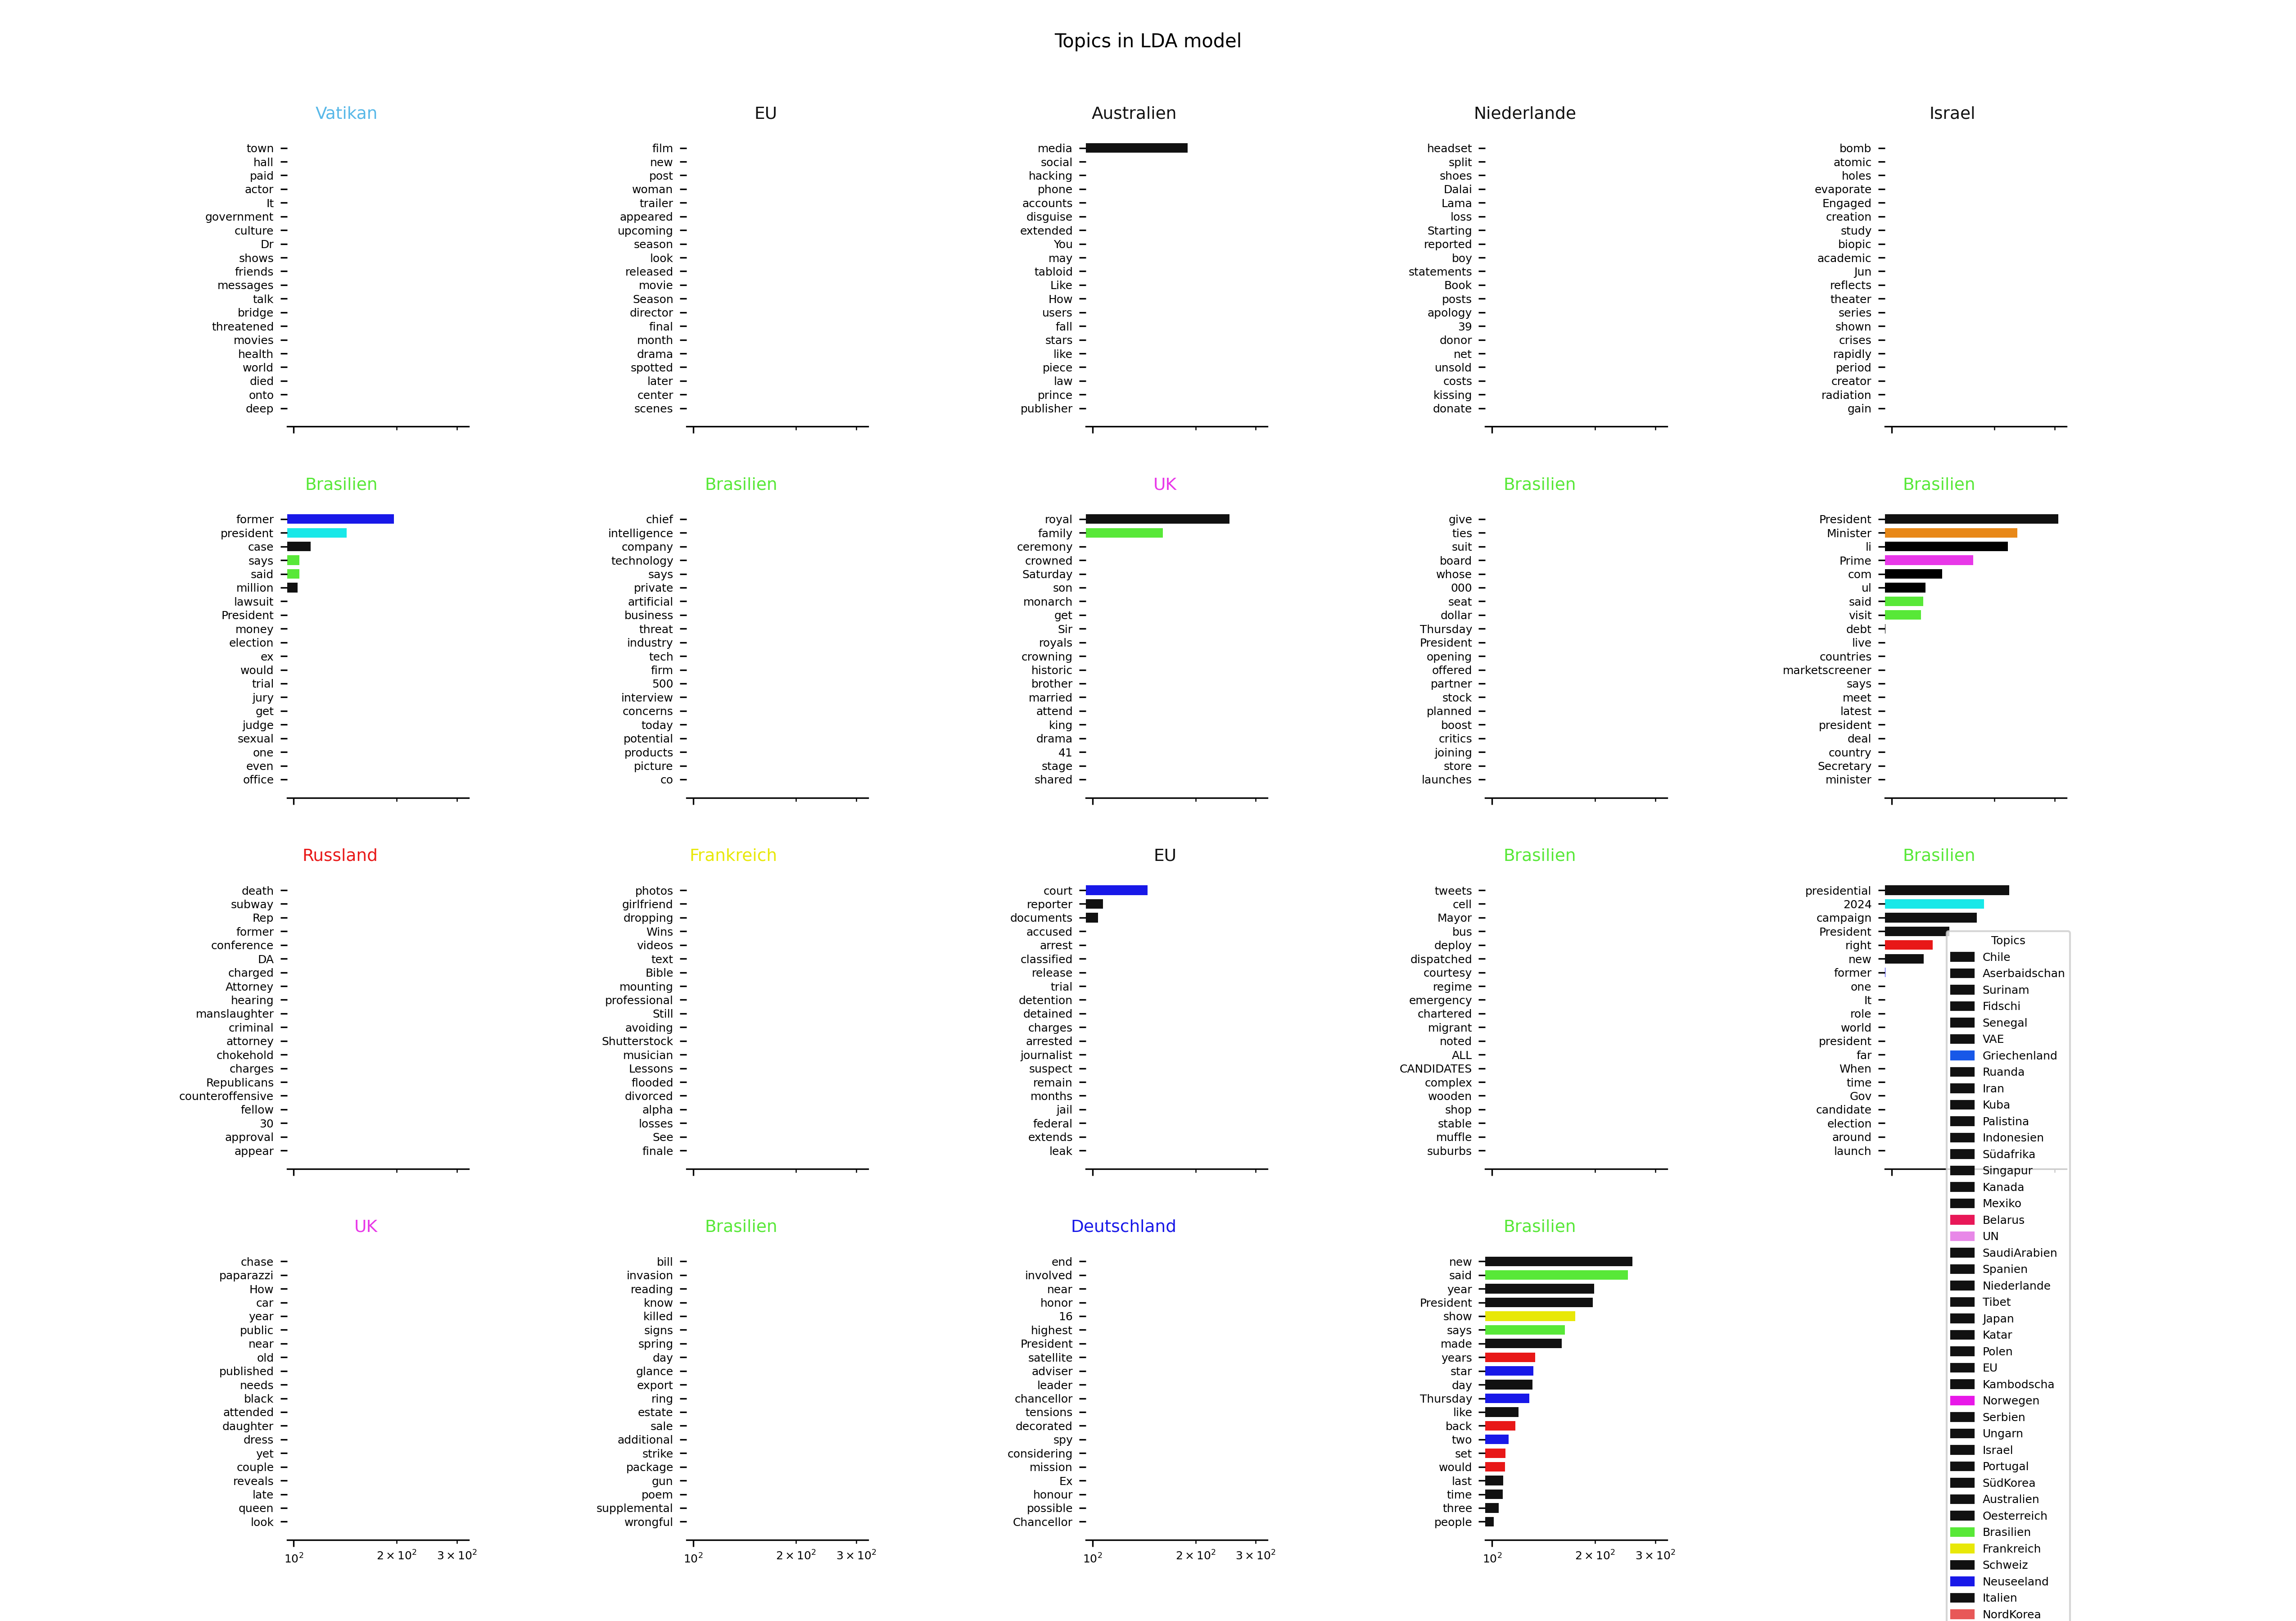 Topics in LDA model
Vatikan
town
hall
paid
actor
It
government
culture
Dr
shows
friends
messages
talk
bridge
threatened
movies
health
world
died
onto
deep
EU
film
new
post
woman
trailer
appeared
upcoming
season
look
released
movie
Season
director
final
month
drama
spotted
later
center
scenes
Australien
media
social
hacking
phone
accounts
disguise
extended
You
may
tabloid
Like
How
users
fall
stars
like
piece
law
prince
publisher
Niederlande
headset
split
shoes
Dalai
Lama
loss
Starting
reported
boy
statements
Book
posts
apology
39
donor
net
unsold
costs
kissing
donate
Israel
bomb
atomic
holes
evaporate
Engaged
creation
study
biopic
academic
Jun
reflects
theater
series
shown
crises
rapidly
period
creator
radiation
gain
Brasilien
former
president
case
says
said
million
lawsuit
President
money
election
ex
would
trial
jury
get
judge
sexual
one
even
office
Brasilien
chief
intelligence
company
technology
says
private
artificial
business
threat
industry
tech
firm
500
interview
concerns
today
potential
products
picture
co
UK
royal
family
ceremony
crowned
Saturday
son
monarch
get
Sir
royals
crowning
historic
brother
married
attend
king
drama
41
stage
shared
Brasilien
give
ties
suit
board
whose
000
seat
dollar
Thursday
President
opening
offered
partner
stock
planned
boost
critics
joining
store
launches
Brasilien
President
Minister
li
Prime
com
ul
said
visit
debt
live
countries
marketscreener
says
meet
latest
president
deal
country
Secretary
minister
Russland
death
subway
Rep
former
conference
DA
charged
Attorney
hearing
manslaughter
criminal
attorney
chokehold
charges
Republicans
counteroffensive
fellow
30
approval
appear
Frankreich
photos
girlfriend
dropping
Wins
videos
text
Bible
mounting
professional
Still
avoiding
Shutterstock
musician
Lessons
flooded
divorced
alpha
losses
See
finale
EU
court
reporter
documents
accused
arrest
classified
release
trial
detention
detained
charges
arrested
journalist
suspect
remain
months
jail
federal
extends
leak
Brasilien
tweets
cell
Mayor
bus
deploy
dispatched
courtesy
regime
emergency
chartered
migrant
noted
ALL
CANDIDATES
complex
wooden
shop
stable
muffle
suburbs
Brasilien
presidential
2024
campaign
President
right
new
former
one
It
role
world
president
far
When
time
Gov
candidate
election
around
launch
UK
chase
paparazzi
How
car
year
public
near
old
published
needs
black
attended
daughter
dress
yet
couple
reveals
late
queen
look
10²
2 × 10²
3 × 10²
Brasilien
bill
invasion
reading
know
killed
signs
spring
day
glance
export
ring
estate
sale
additional
strike
package
gun
poem
supplemental
wrongful
10²
2 × 10²
3 × 10²
Deutschland
end
involved
near
honor
16
highest
President
satellite
adviser
leader
chancellor
tensions
decorated
spy
considering
mission
Ex
honour
possible
Chancellor
10²
2 × 10²
3 × 10²
Brasilien
new
said
year
President
show
says
made
years
star
day
Thursday
like
back
two
set
would
last
time
three
people
10²
2 × 10²
3 × 10²
Topics
Chile
Aserbaidschan
Surinam
Fidschi
Senegal
VAE
Griechenland
Ruanda
Iran
Kuba
Palistina
Indonesien
Südafrika
Singapur
Kanada
Mexiko
Belarus
UN
SaudiArabien
Spanien
Niederlande
Tibet
Japan
Katar
Polen
EU
Kambodscha
Norwegen
Serbien
Ungarn
Israel
Portugal
SüdKorea
Australien
Oesterreich
Brasilien
Frankreich
Schweiz
Neuseeland
Italien
NordKorea